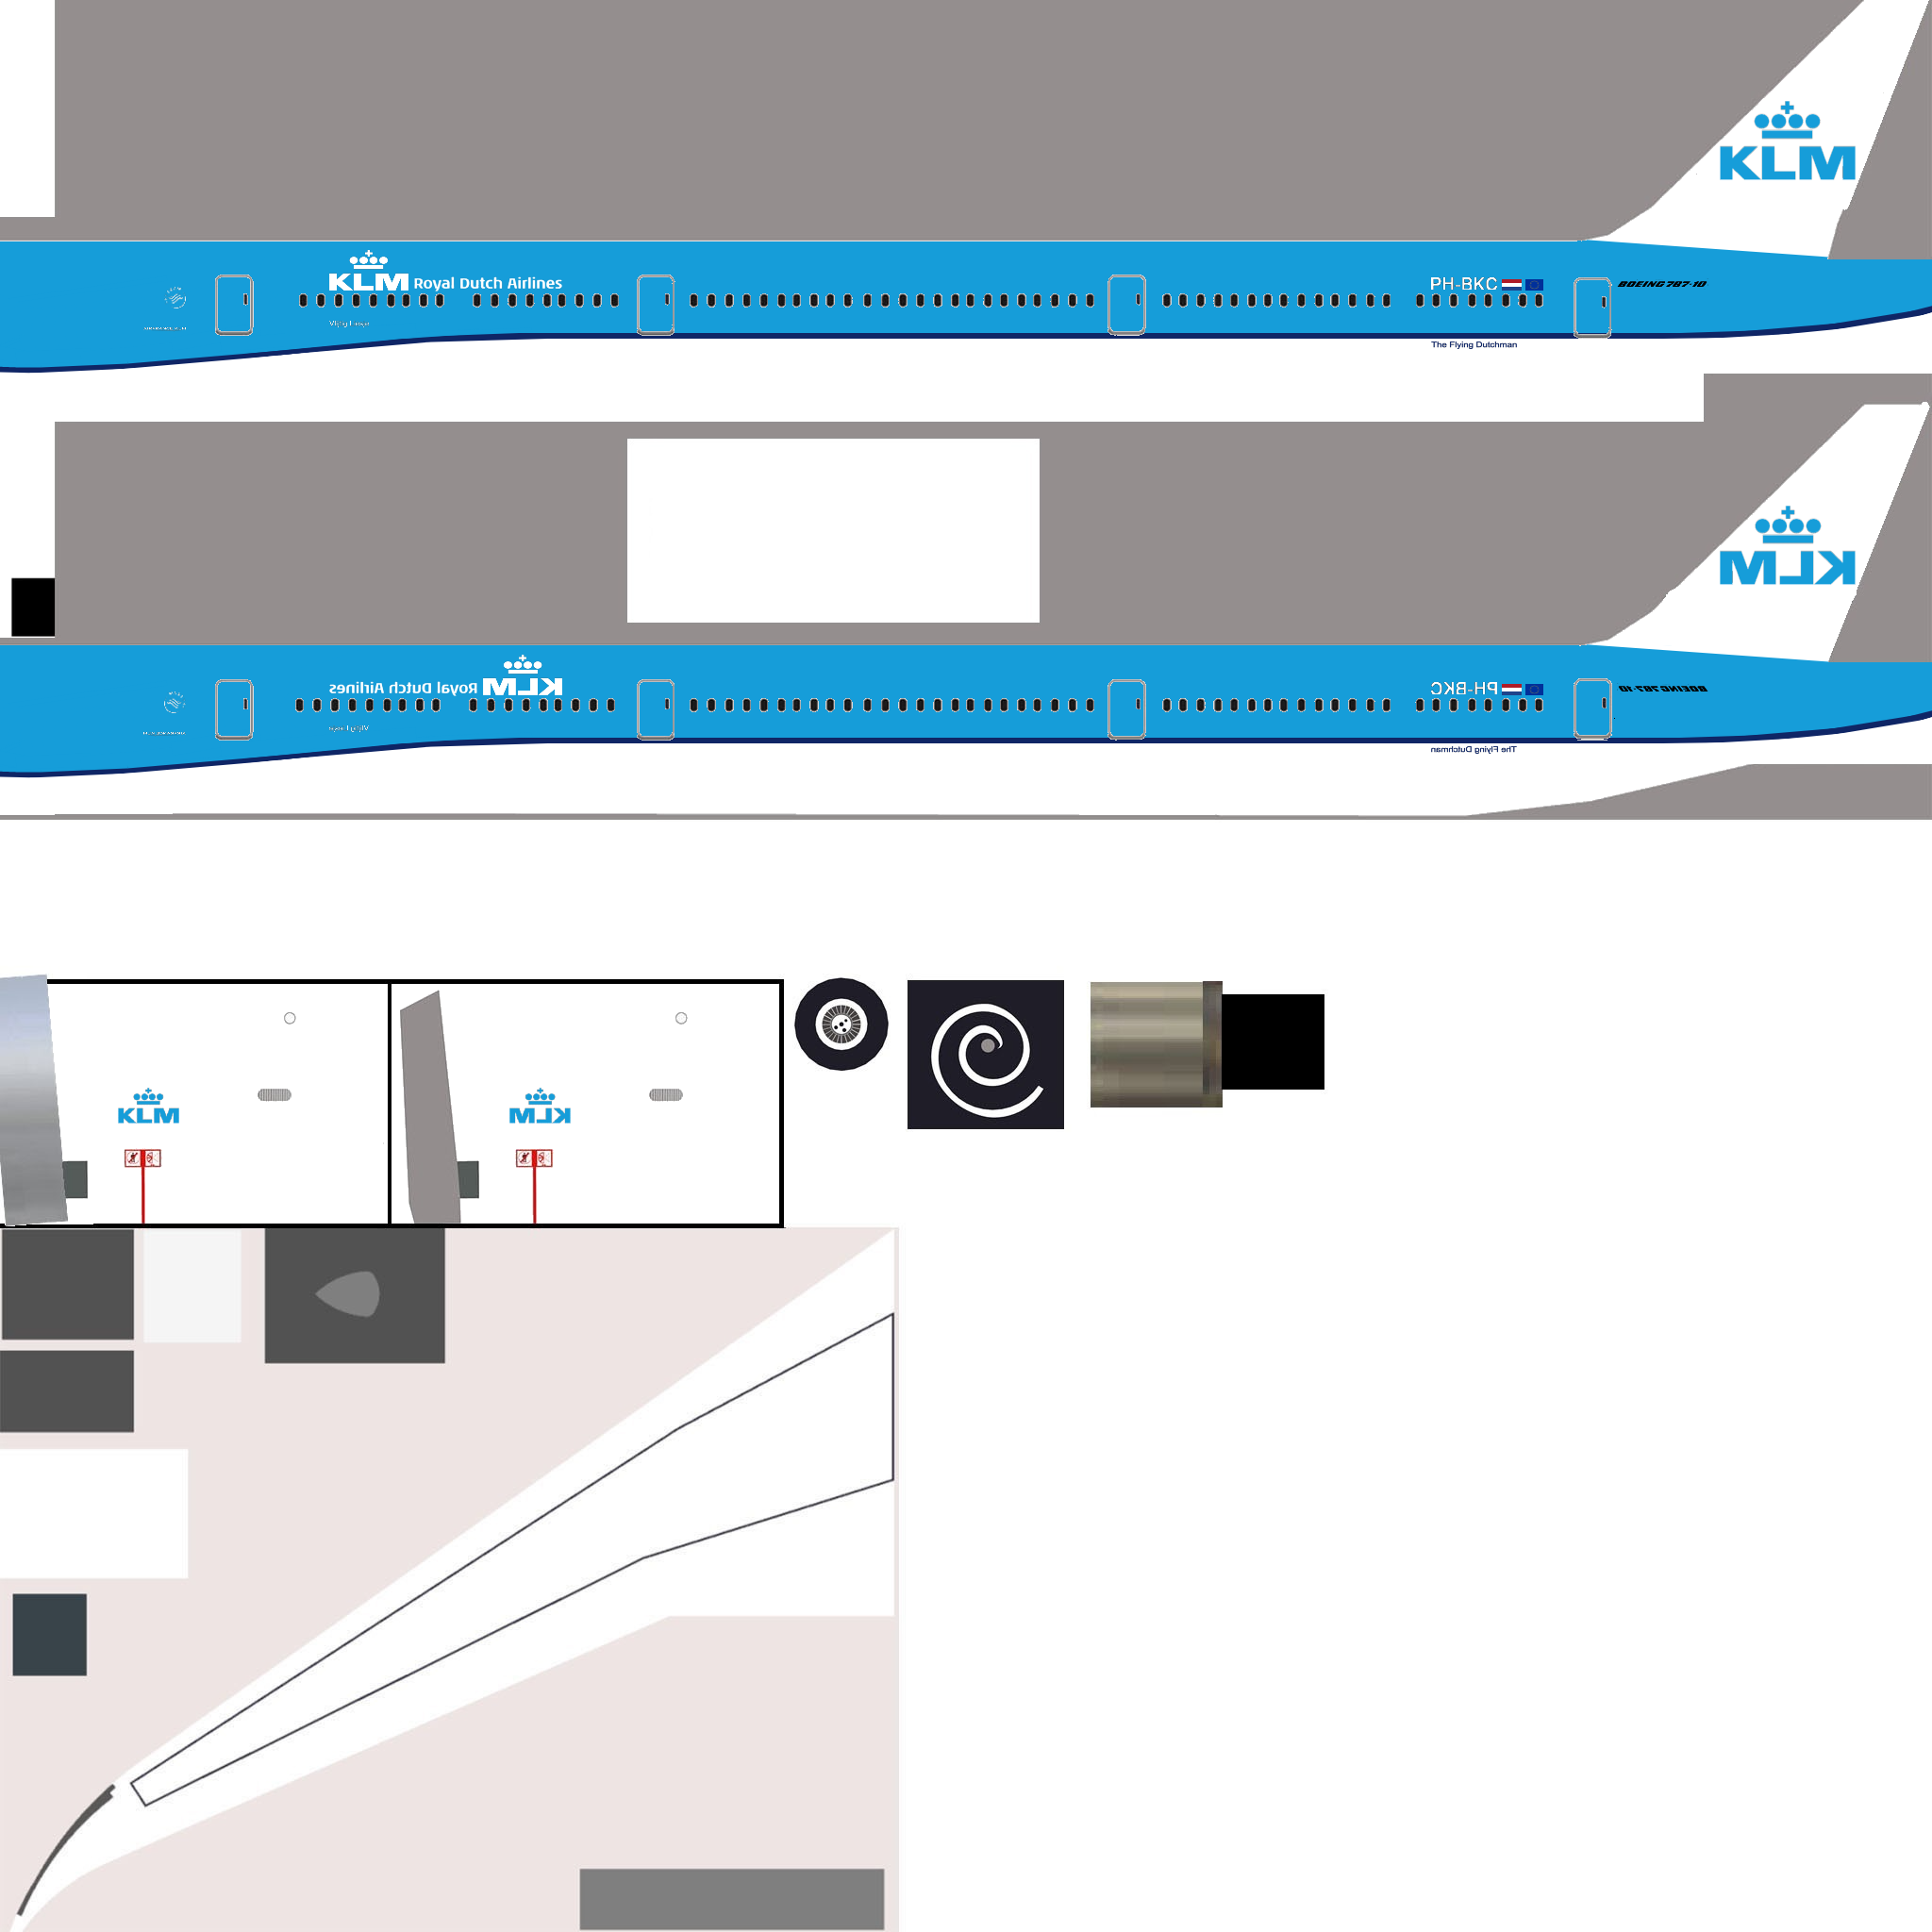 KLM
KLM Royal Dutch Airlines
PH-BKC
BOEING 787-10
The Flying Dutchman
KLM
KLM Royal Dutch Airlines
PH-BKC
BOEING 787-10
The Flying Dutchman
KLM
KLM